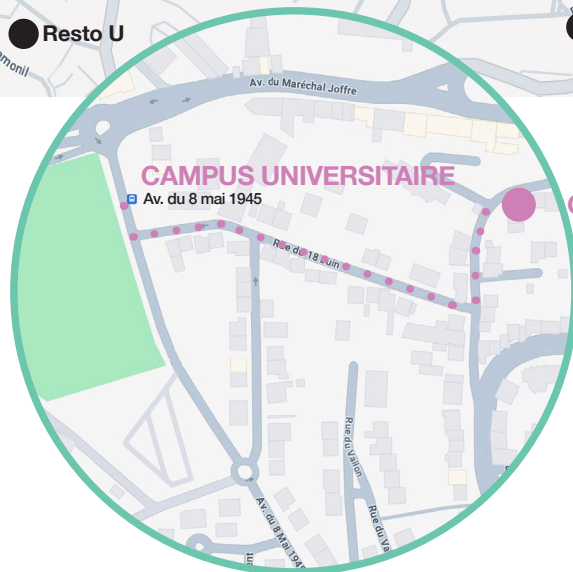 Resto U
Av. du Maréchal Joffre
CAMPUS UNIVERSITAIRE
Av. du 8 mai 1945
Rue du 18 Juin
Rue du Vallon
Av. du 8 Mai 1945
Rue du Va